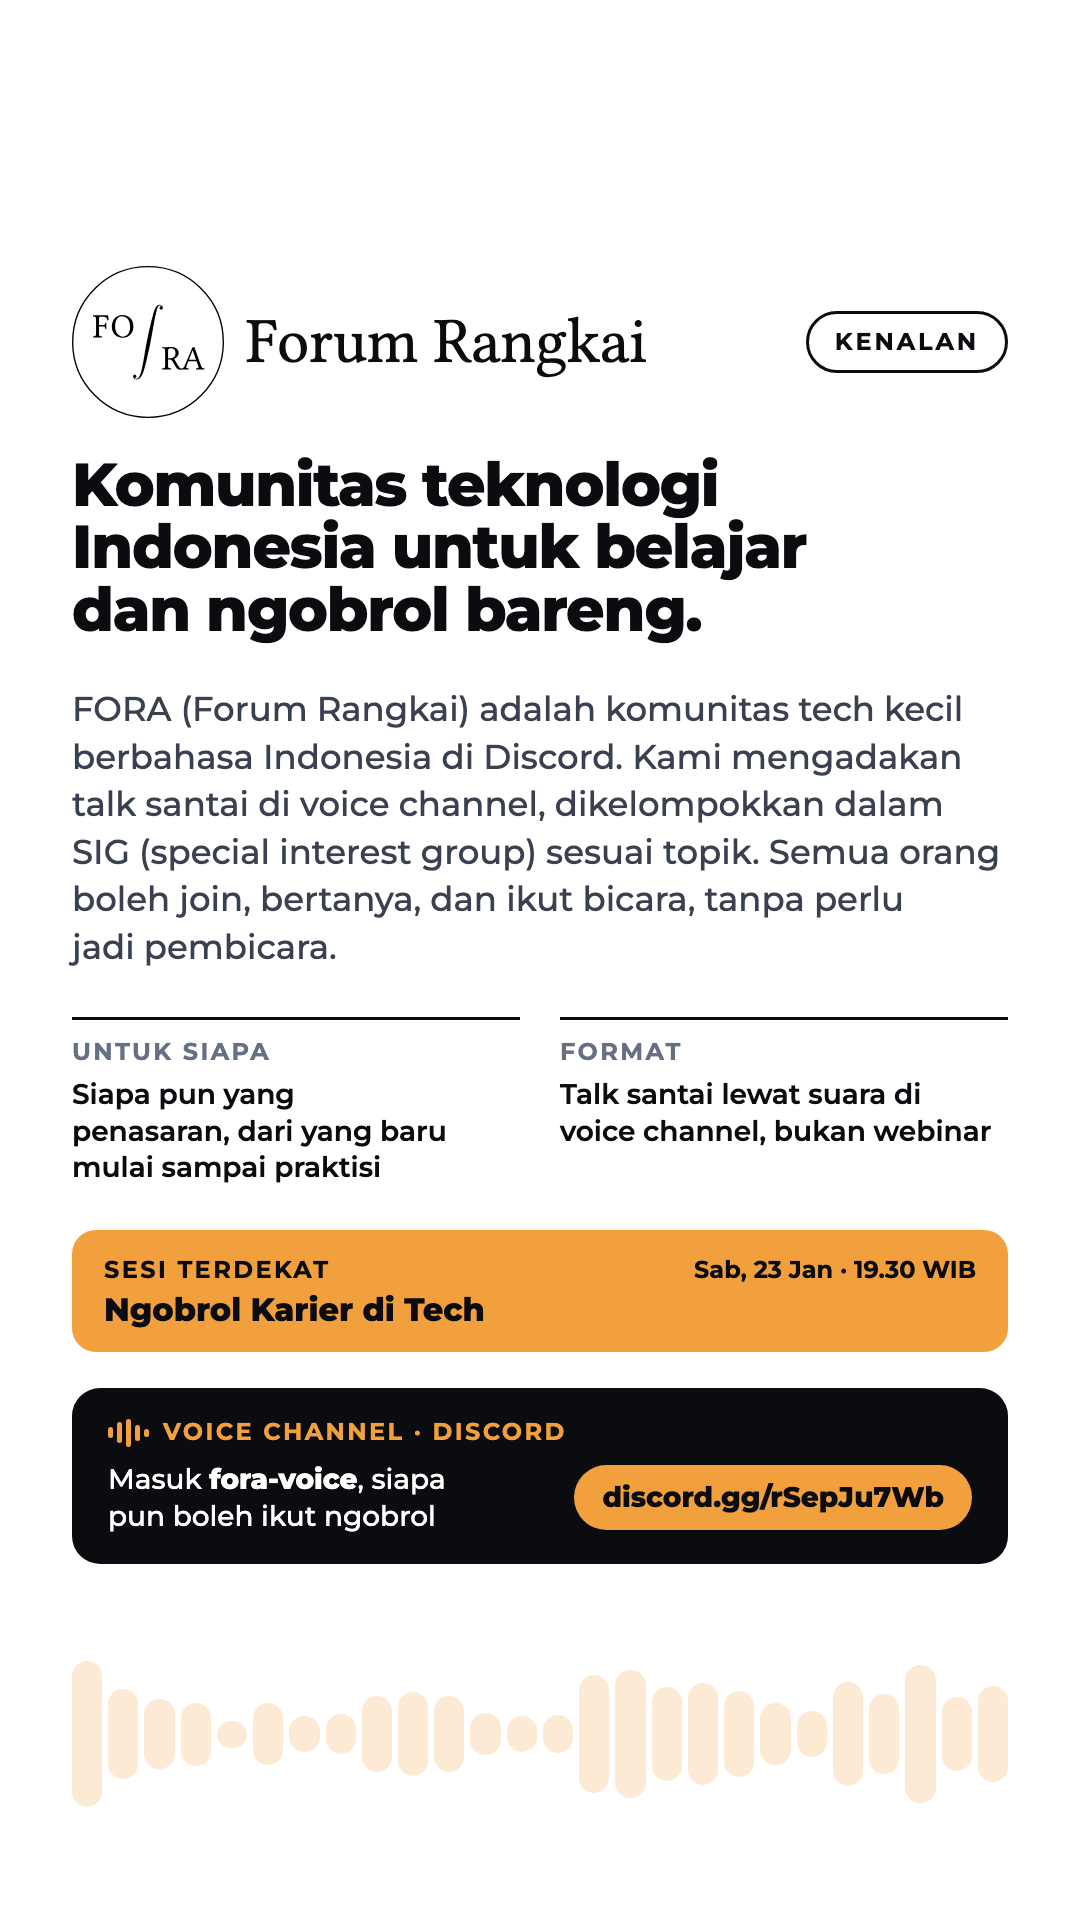 FO
RA
Forum Rangkai
KENALAN
Komunitas teknologi
Indonesia untuk belajar
dan ngobrol bareng.
FORA (Forum Rangkai) adalah komunitas tech kecil
berbahasa Indonesia di Discord. Kami mengadakan
talk santai di voice channel, dikelompokkan dalam
SIG (special interest group) sesuai topik. Semua orang
boleh join, bertanya, dan ikut bicara, tanpa perlu
jadi pembicara.
UNTUK SIAPA
Siapa pun yang
penasaran, dari yang baru
mulai sampai praktisi
FORMAT
Talk santai lewat suara di
voice channel, bukan webinar
SESI TERDEKAT
Sab, 23 Jan · 19.30 WIB
Ngobrol Karier di Tech
VOICE CHANNEL · DISCORD
Masuk fora-voice, siapa
pun boleh ikut ngobrol
discord.gg/rSepJu7Wb